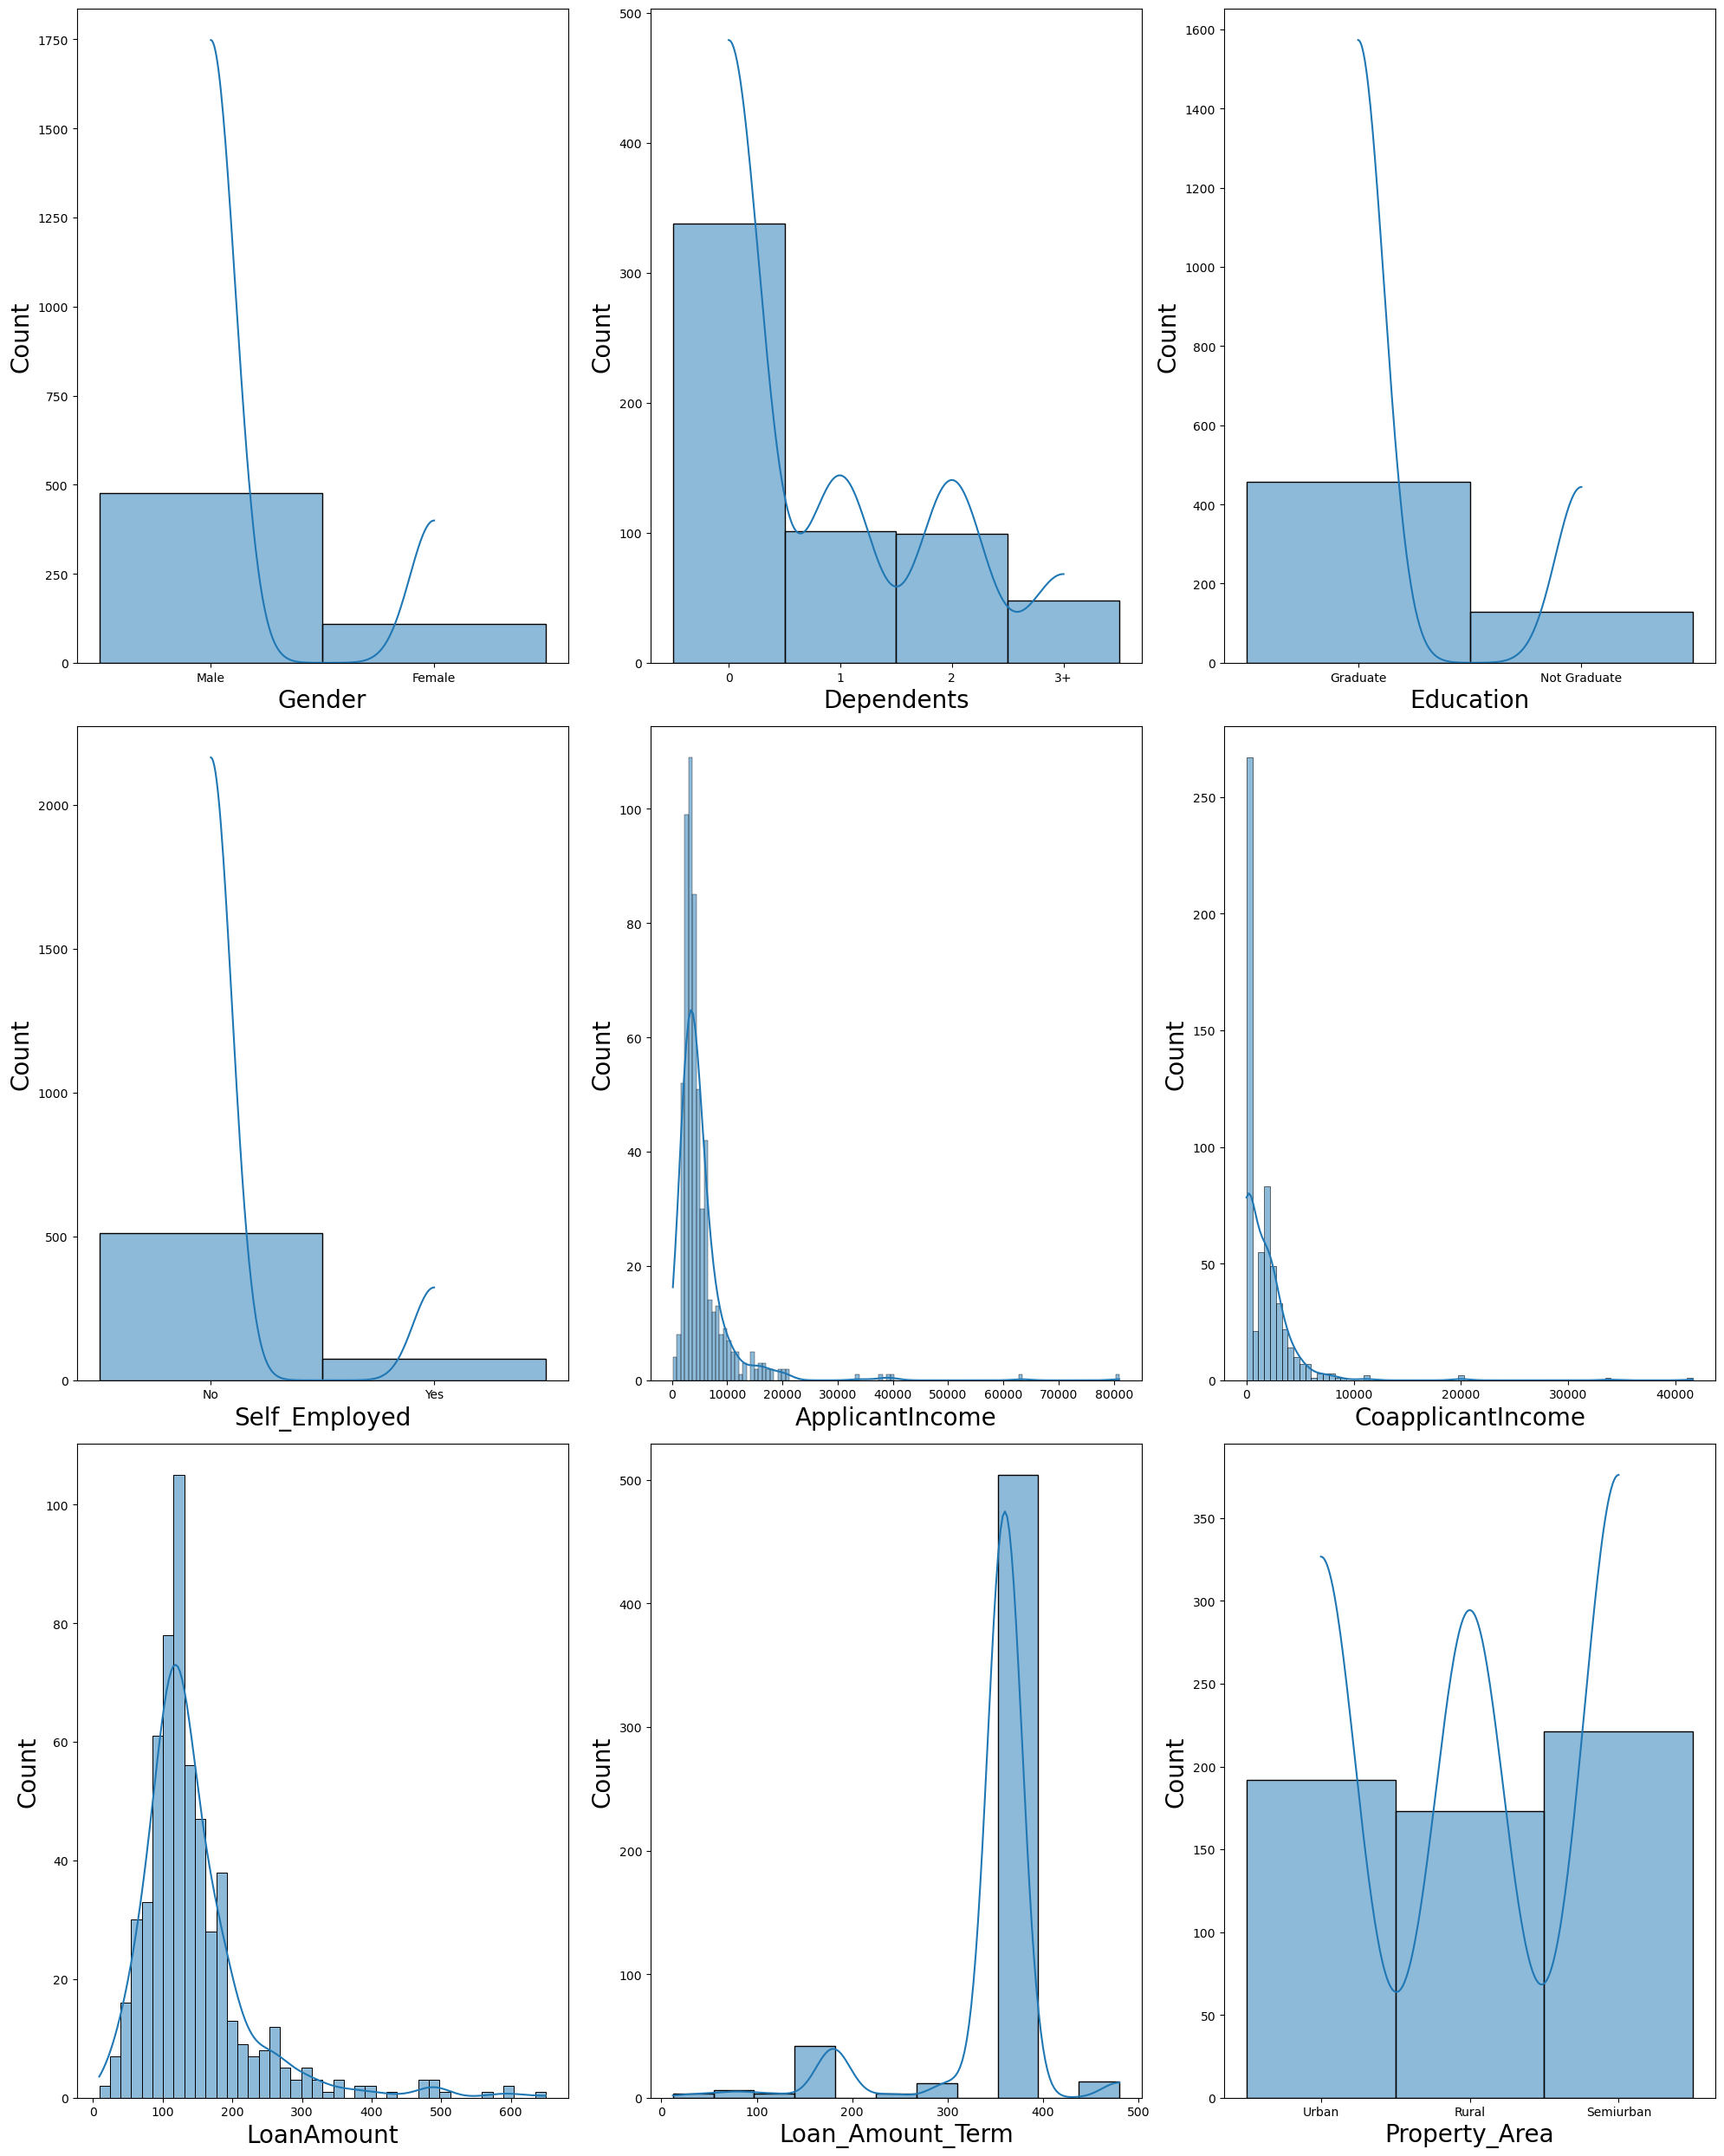 1750
1500
1250
1000
750
500
250
0
Count
Male Female
Gender
500
400
300
200
100
0
Count
0 1 2 3+
Dependents
1600
1400
1200
1000
800
600
400
200
0
Count
Graduate Not Graduate
Education
2000
1500
1000
500
0
Count
No Yes
Self_Employed
100
80
60
40
20
0
Count
0 10000 20000 30000 40000 50000 60000 70000 80000
ApplicantIncome
250
200
150
100
50
0
Count
0 10000 20000 30000 40000
CoapplicantIncome
100
80
60
40
20
0
Count
0 100 200 300 400 500 600
LoanAmount
500
400
300
200
100
0
Count
0 100 200 300 400 500
Loan_Amount_Term
350
300
250
200
150
100
50
0
Count
Urban Rural Semiurban
Property_Area